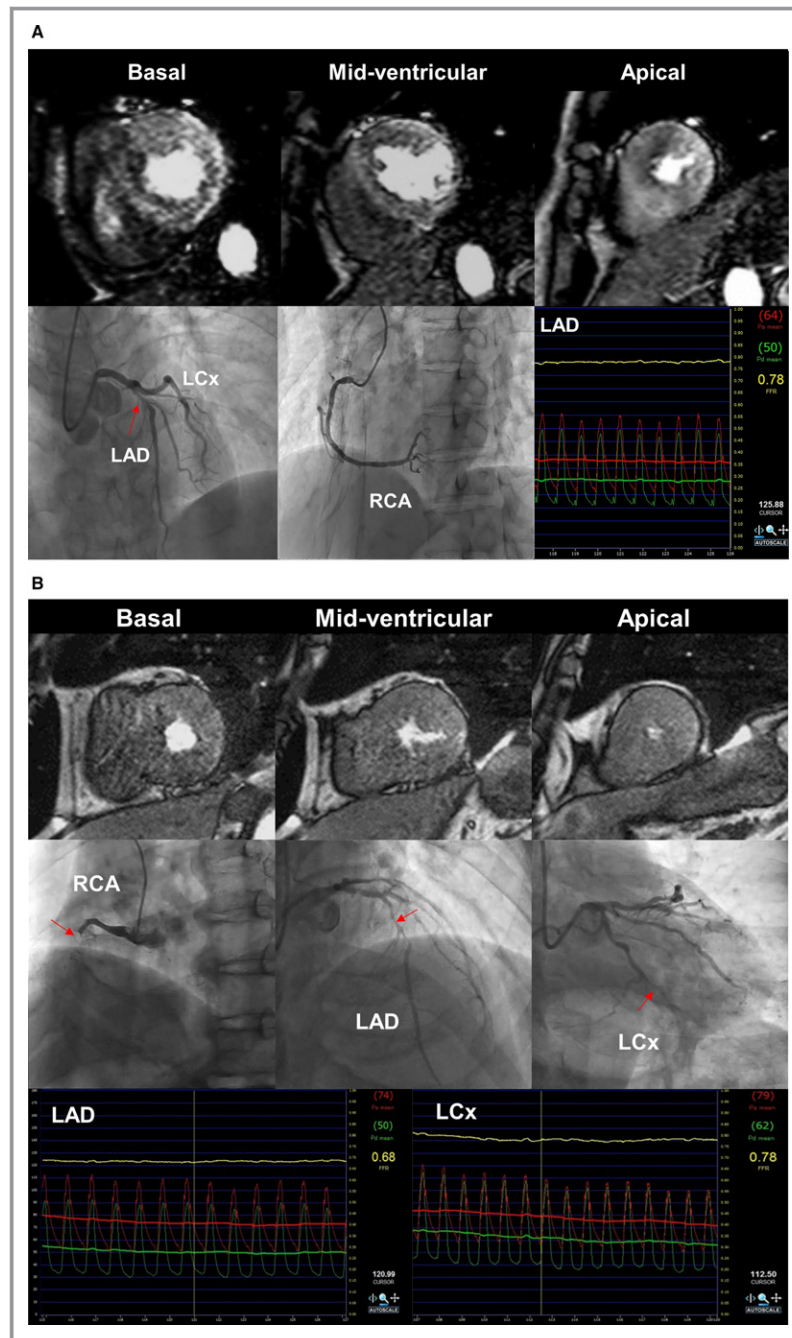 A
Basal Mid-ventricular Apical
LCx
LAD
RCA
LAD
(64)
Pa mean
(50)
Pd mean
0.78
FFR
125.88
CURSOR
AUTOSCALE
B
Basal Mid-ventricular Apical
RCA
LAD
LCx
LAD
(74)
Pa mean
(50)
Pd mean
0.68
FFR
120.99
CURSOR
AUTOSCALE
LCx
(79)
Pa mean
(62)
Pd mean
0.78
FFR
112.50
CURSOR
AUTOSCALE